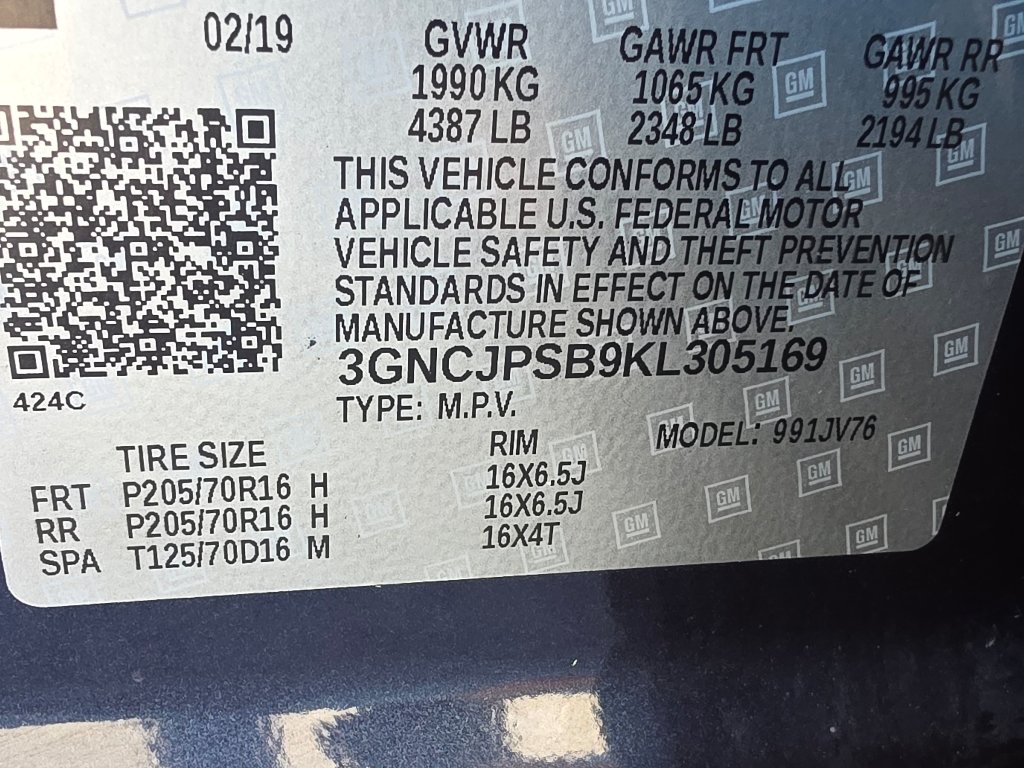 02/19 GVWR GAWR FRT GAWR RR
1990 KG 1065 KG 995 KG
4387 LB 2348 LB 2194 LB
THIS VEHICLE CONFORMS TO ALL
APPLICABLE U.S. FEDERAL MOTOR
VEHICLE SAFETY AND THEFT PREVENTION
STANDARDS IN EFFECT ON THE DATE OF
MANUFACTURE SHOWN ABOVE.
3GNCJPSB9KL305169
424C
TYPE: M.P.V. MODEL: 991JV76
TIRE SIZE RIM
FRT P205/70R16 H 16X6.5J
RR P205/70R16 H 16X6.5J
SPA T125/70D16 M 16X4T
GM